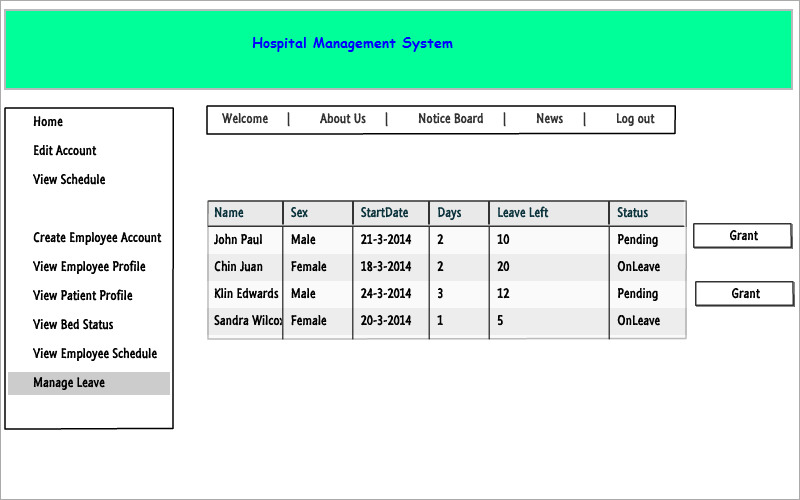 Hospital Management System
Home
Edit Account
View Schedule
Create Employee Account
View Employee Profile
View Patient Profile
View Bed Status
View Employee Schedule
Manage Leave
Welcome | About Us | Notice Board | News | Log out
Name Sex StartDate Days Leave Left Status
John Paul Male 21-3-2014 2 10 Pending
Chin Juan Female 18-3-2014 2 20 OnLeave
Klin Edwards Male 24-3-2014 3 12 Pending
Sandra Wilcox Female 20-3-2014 1 5 OnLeave
Grant
Grant